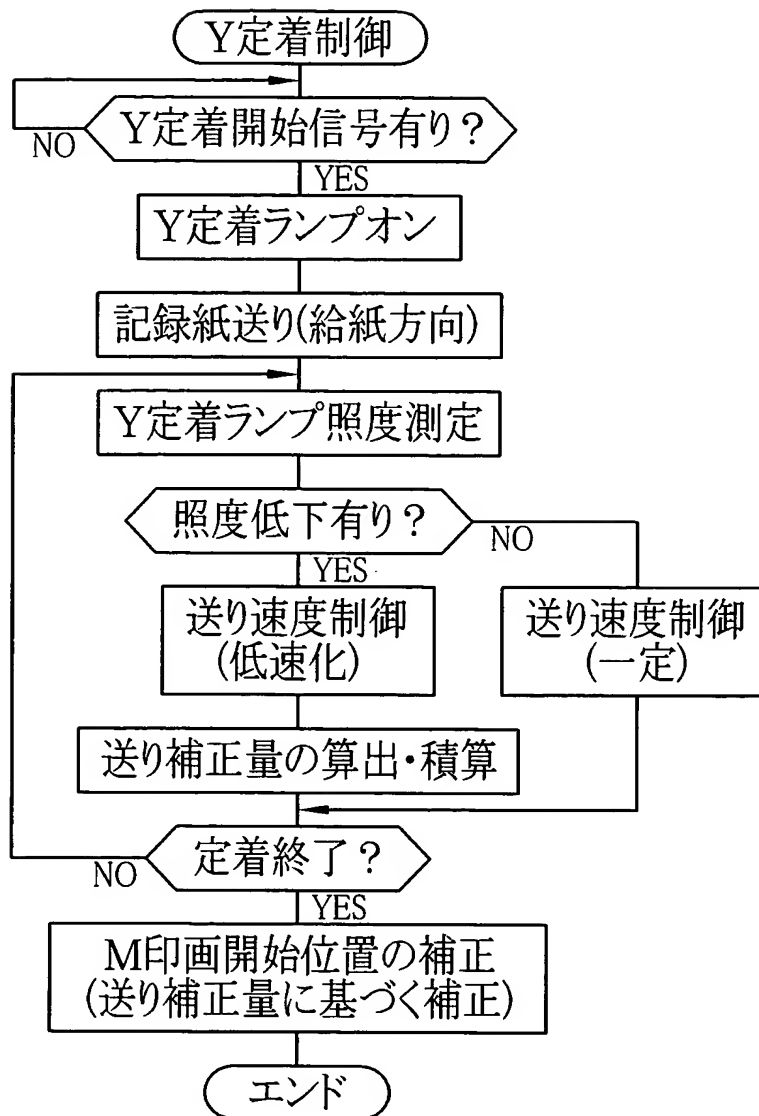 Y定着制御
Y定着開始信号有り?
NO
YES
Y定着ランプオン
記録紙送り(給紙方向)
Y定着ランプ照度測定
照度低下有り?
NO
YES
送り速度制御
(低速化)
送り速度制御
(一定)
送り補正量の算出・積算
定着終了?
NO
YES
M印画開始位置の補正
(送り補正量に基づく補正)
エンド